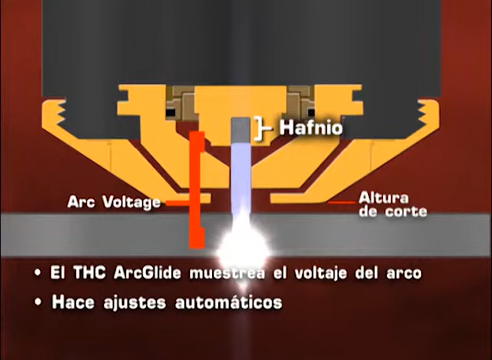 Hafnio
Arc Voltage
Altura
de corte
• El THC ArcGlide muestrea el voltaje del arco
• Hace ajustes automáticos